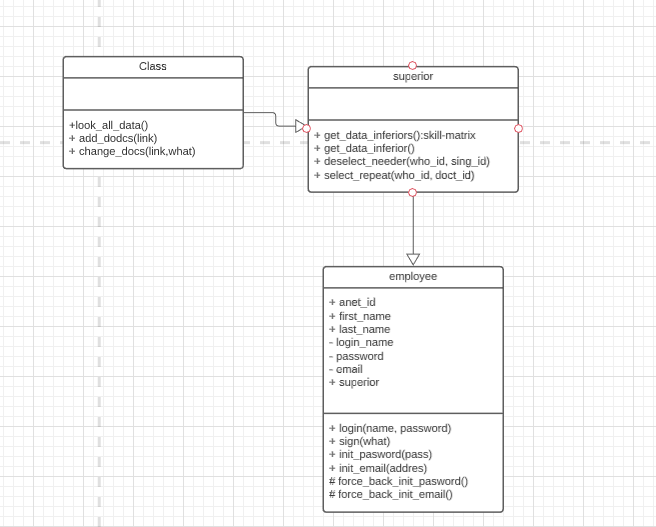 Class
+look_all_data()
+ add_dodcs(link)
+ change_docs(link,what)
superior
+ get_data_inferiors():skill-matrix
+ get_data_inferior()
+ deselect_needer(who_id, sing_id)
+ select_repeat(who_id, doct_id)
employee
+ anet_id
+ first_name
+ last_name
- login_name
- password
- email
+ superior
+ login(name, password)
+ sign(what)
+ init_pasword(pass)
+ init_email(addres)
# force_back_init_pasword()
# force_back_init_email()